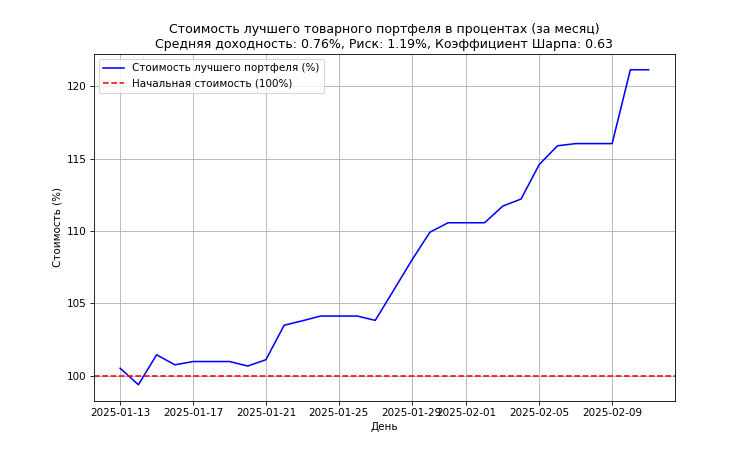 Стоимость лучшего товарного портфеля в процентах (за месяц)
Средняя доходность: 0.76%, Риск: 1.19%, Коэффициент Шарпа: 0.63
Стоимость лучшего портфеля (%)
Начальная стоимость (100%)
Стоимость (%)
120
115
110
105
100
2025-01-13
2025-01-17
2025-01-21
2025-01-25
2025-01-29
2025-02-01
2025-02-05
2025-02-09
День